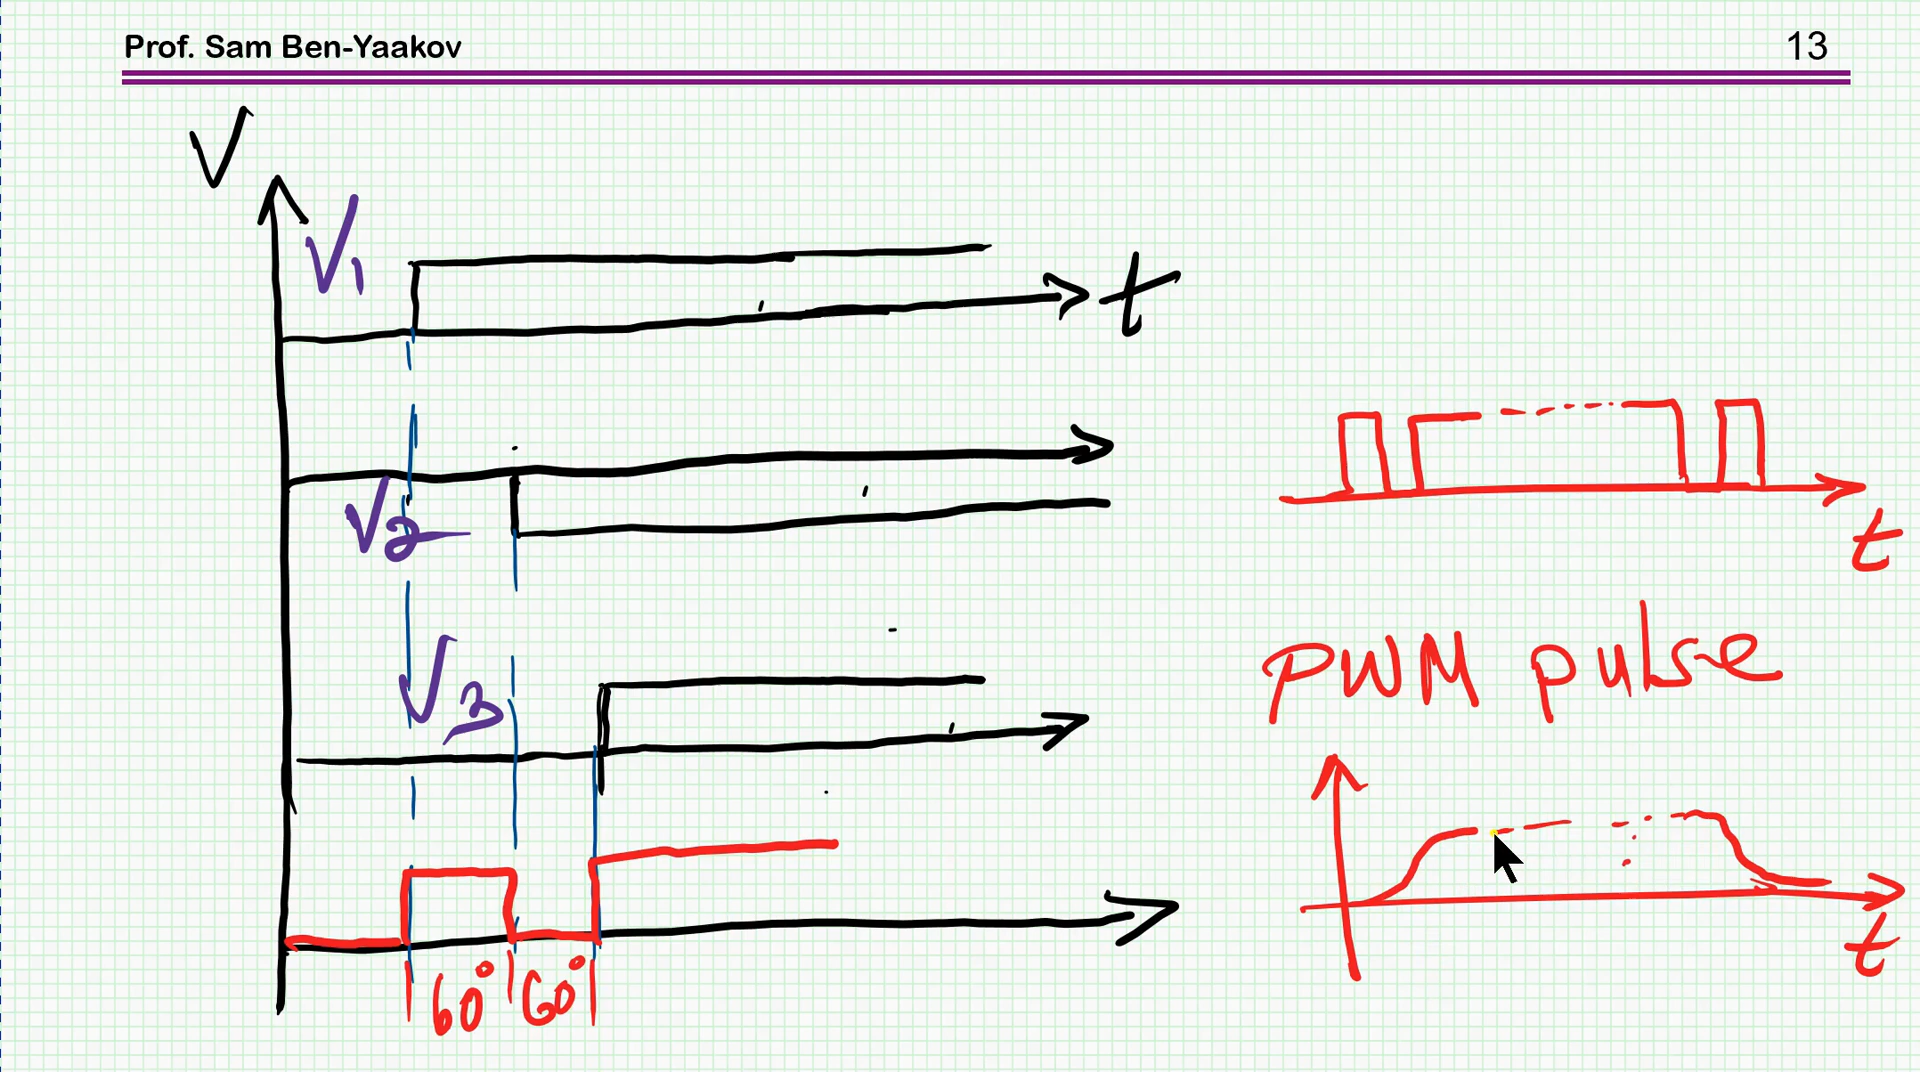 Prof. Sam Ben-Yaakov
13
V
V1
t
V2
t
PWM pulse
V3
60° 60°
t